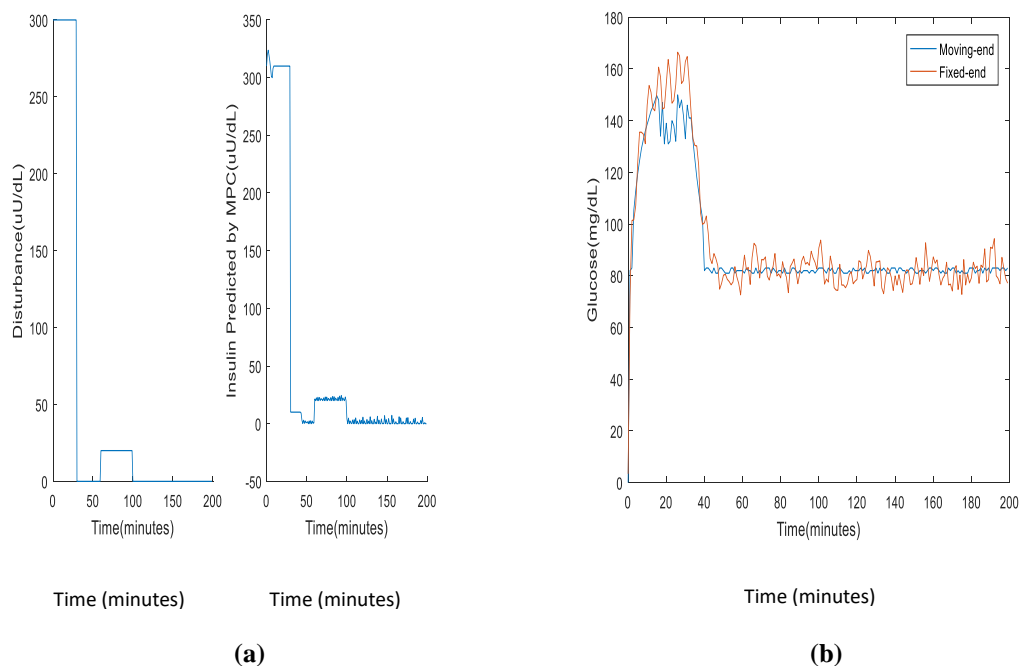 300
250
200
150
100
50
0
Disturbance(uU/dL)
0 50 100 150 200
Time(minutes)
350
300
250
200
150
100
50
0
-50
Insulin Predicted by MPC(uU/dL)
0 50 100 150 200
Time(minutes)
180
160
140
120
100
80
60
40
20
0
Glucose(mg/dL)
Moving-end
Fixed-end
0 20 40 60 80 100 120 140 160 180 200
Time(minutes)
Time (minutes)
Time (minutes)
Time (minutes)
(a)
(b)